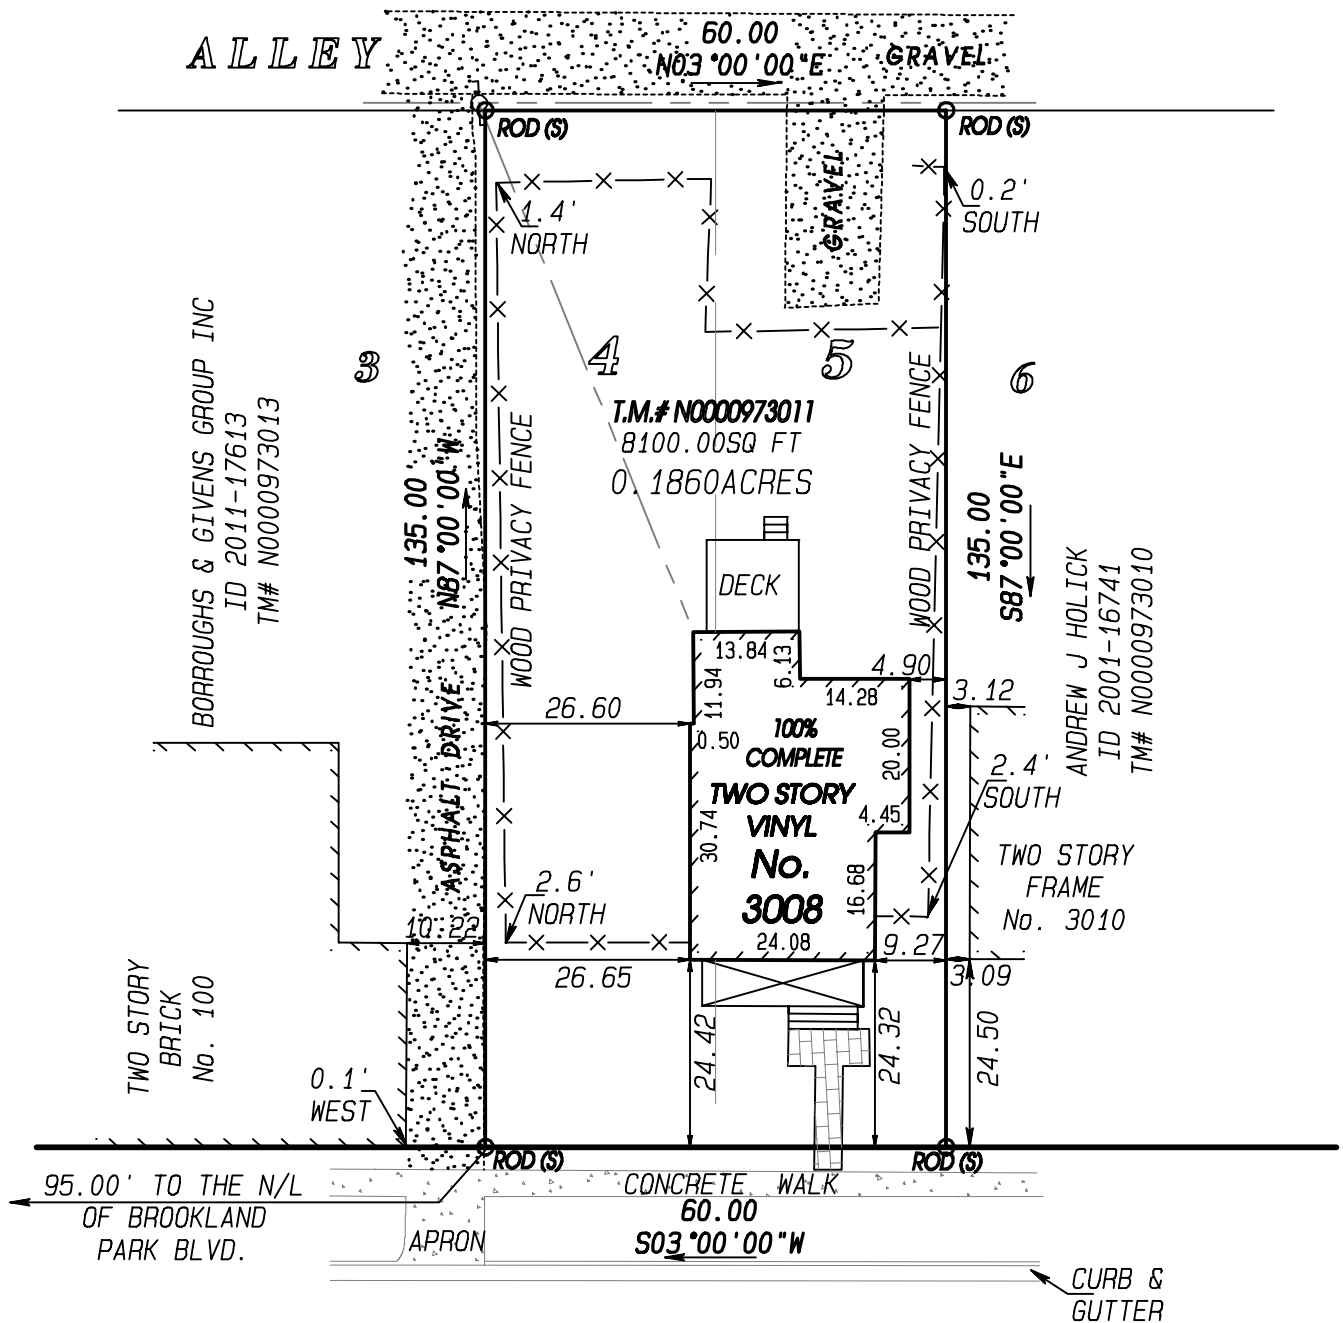 ALLEY
60.00
N03°00'00"E
GRAVEL
ROD (S)
ROD (S)
GRAVEL
1.4'
NORTH
0.2'
SOUTH
3
4
5
6
T.M.# N0000973011
8100.00SQ FT
0.1860ACRES
BORROUGHS & GIVENS GROUP INC
ID 2011-17613
TM# N0000973013
135.00
N87°00'00"W
WOOD PRIVACY FENCE
WOOD PRIVACY FENCE
135.00
S87°00'00"E
ANDREW J HOLICK
ID 2001-16741
TM# N0000973010
DECK
13.84
6.13
11.94
14.28
4.90
3.12
26.60
0.50
100%
COMPLETE
20.00
TWO STORY
VINYL
No.
3008
4.45
30.74
16.68
24.08
2.4'
SOUTH
TWO STORY
FRAME
No. 3010
ASPHALT DRIVE
2.6'
NORTH
10.22
26.65
9.27
3.09
TWO STORY
BRICK
No. 100
24.42
24.32
24.50
0.1'
WEST
ROD (S)
ROD (S)
95.00' TO THE N/L
OF BROOKLAND
PARK BLVD.
CONCRETE WALK
60.00
S03°00'00"W
APRON
CURB &
GUTTER